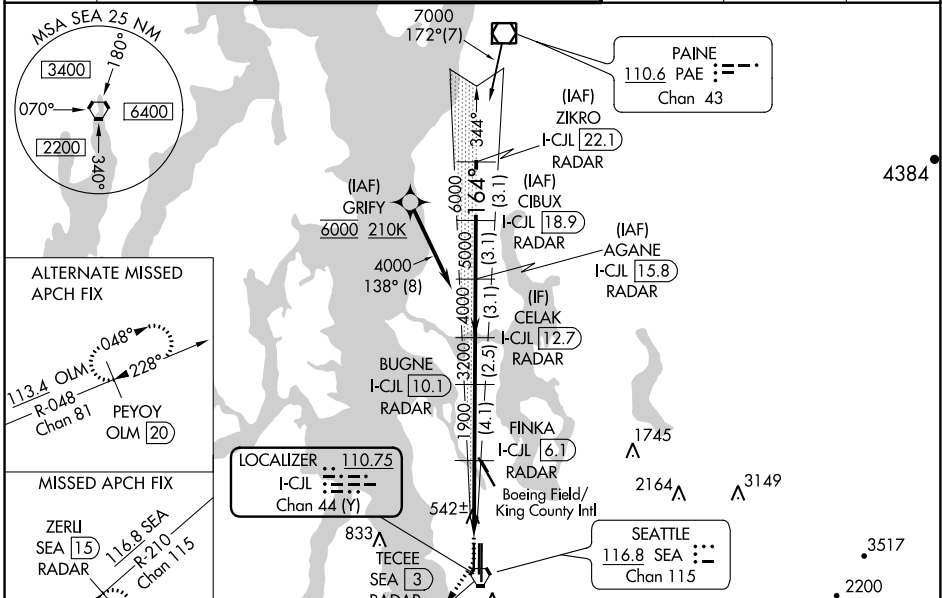 MSA SEA 25 NM
180°
3400
070°
6400
2200
340°
7000
172°(7)
PAINE
110.6 PAE
Chan 43
344°
(IAF)
ZIKRO
I-CJL 22.1
RADAR
4384
164°
6000
(3.1)
(IAF)
CIBUX
I-CJL 18.9
RADAR
(IAF)
GRIFY
6000 210K
5000
(3.1)
(IAF)
AGANE
I-CJL 15.8
RADAR
4000
138° (8)
4000
(3.1)
(IF)
CELAK
I-CJL 12.7
RADAR
3200
(2.5)
BUGNE
I-CJL 10.1
RADAR
1900
(4.1)
FINKA
I-CJL 6.1
RADAR
Boeing Field/
King County Intl
1745
2164
3149
ALTERNATE MISSED
APCH FIX
048°
228°
113.4 OLM
R-048
Chan 81
PEYOY
OLM 20
LOCALIZER 110.75
I-CJL
Chan 44 (Y)
542±
833
MISSED APCH FIX
ZERLI
SEA 15
RADAR
116.8 SEA
R-210
Chan 115
TECEE
SEA 3
RADAR
SEATTLE
116.8 SEA
Chan 115
3517
2200